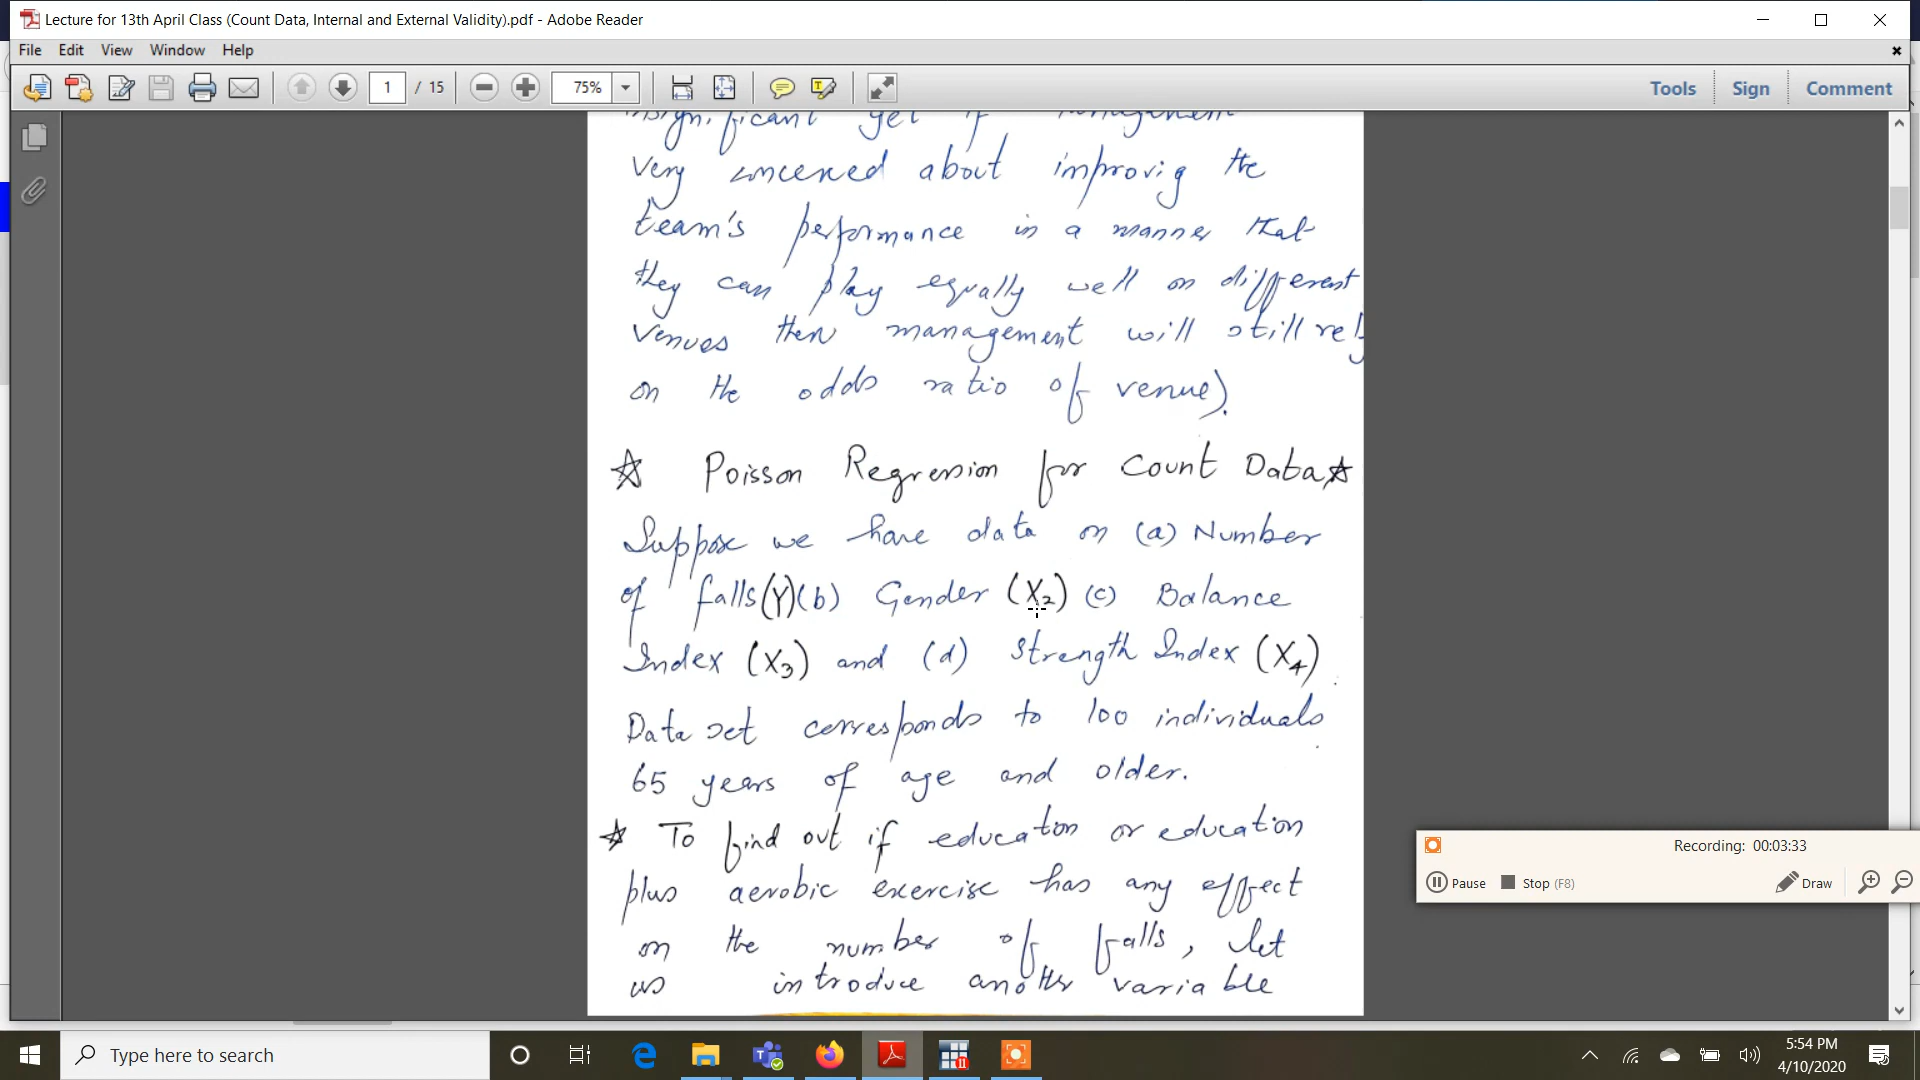 Lecture for 13th April Class (Count Data, Internal and External Validity).pdf - Adobe Reader
File Edit View Window Help
1 / 15 75% Tools Sign Comment
insignificant yet if management
very concerned about improvig the
team's performance in a manner that
they can play equally well on different
venues then management will still rely
on the odds ratio of venue).
☆ Poisson Regression for Count Data☆
Suppose we have data on (a) Number
of falls(Y)(b) Gender (X2) (c) Balance
Index (X3) and (d) Strength Index (X4)
Data set corresponds to 100 individuals
65 years of age and older.
☆ To find out if education or education
plus aerobic exercise has any effect
on the number of falls, let
us introduce another variable
Recording: 00:03:33
Pause Stop (F8) Draw
Type here to search
5:54 PM
4/10/2020